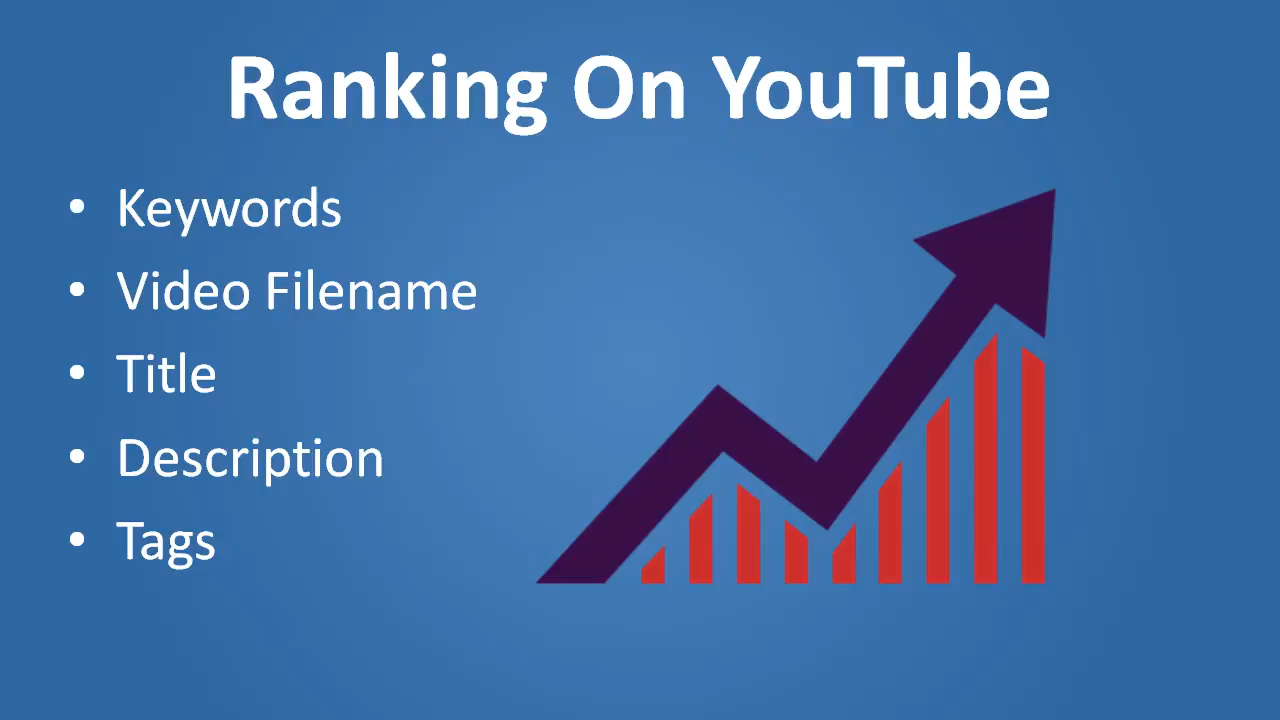 Ranking On YouTube
• Keywords
• Video Filename
• Title
• Description
• Tags